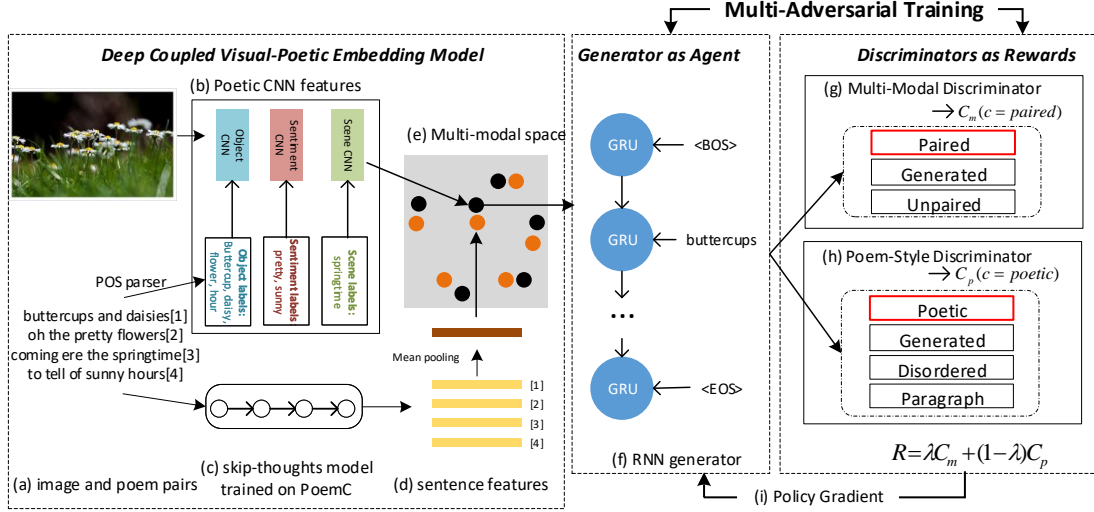 Multi-Adversarial Training
Deep Coupled Visual-Poetic Embedding Model
(b) Poetic CNN features
Object CNN
Sentiment CNN
Scene CNN
Object labels:
Buttercup, daisy,
flower, hour
Sentiment labels:
pretty, sunny
Scene labels:
springtime
POS parser
buttercups and daisies[1]
oh the pretty flowers[2]
coming ere the springtime[3]
to tell of sunny hours[4]
(e) Multi-modal space
Mean pooling
[1]
[2]
[3]
[4]
(a) image and poem pairs
(c) skip-thoughts model
trained on PoemC
(d) sentence features
Generator as Agent
GRU
<BOS>
GRU
buttercups
...
GRU
<EOS>
(f) RNN generator
Discriminators as Rewards
(g) Multi-Modal Discriminator
C_m(c = paired)
Paired
Generated
Unpaired
(h) Poem-Style Discriminator
C_p(c = poetic)
Poetic
Generated
Disordered
Paragraph
R=λC_m+(1−λ)C_p
(i) Policy Gradient